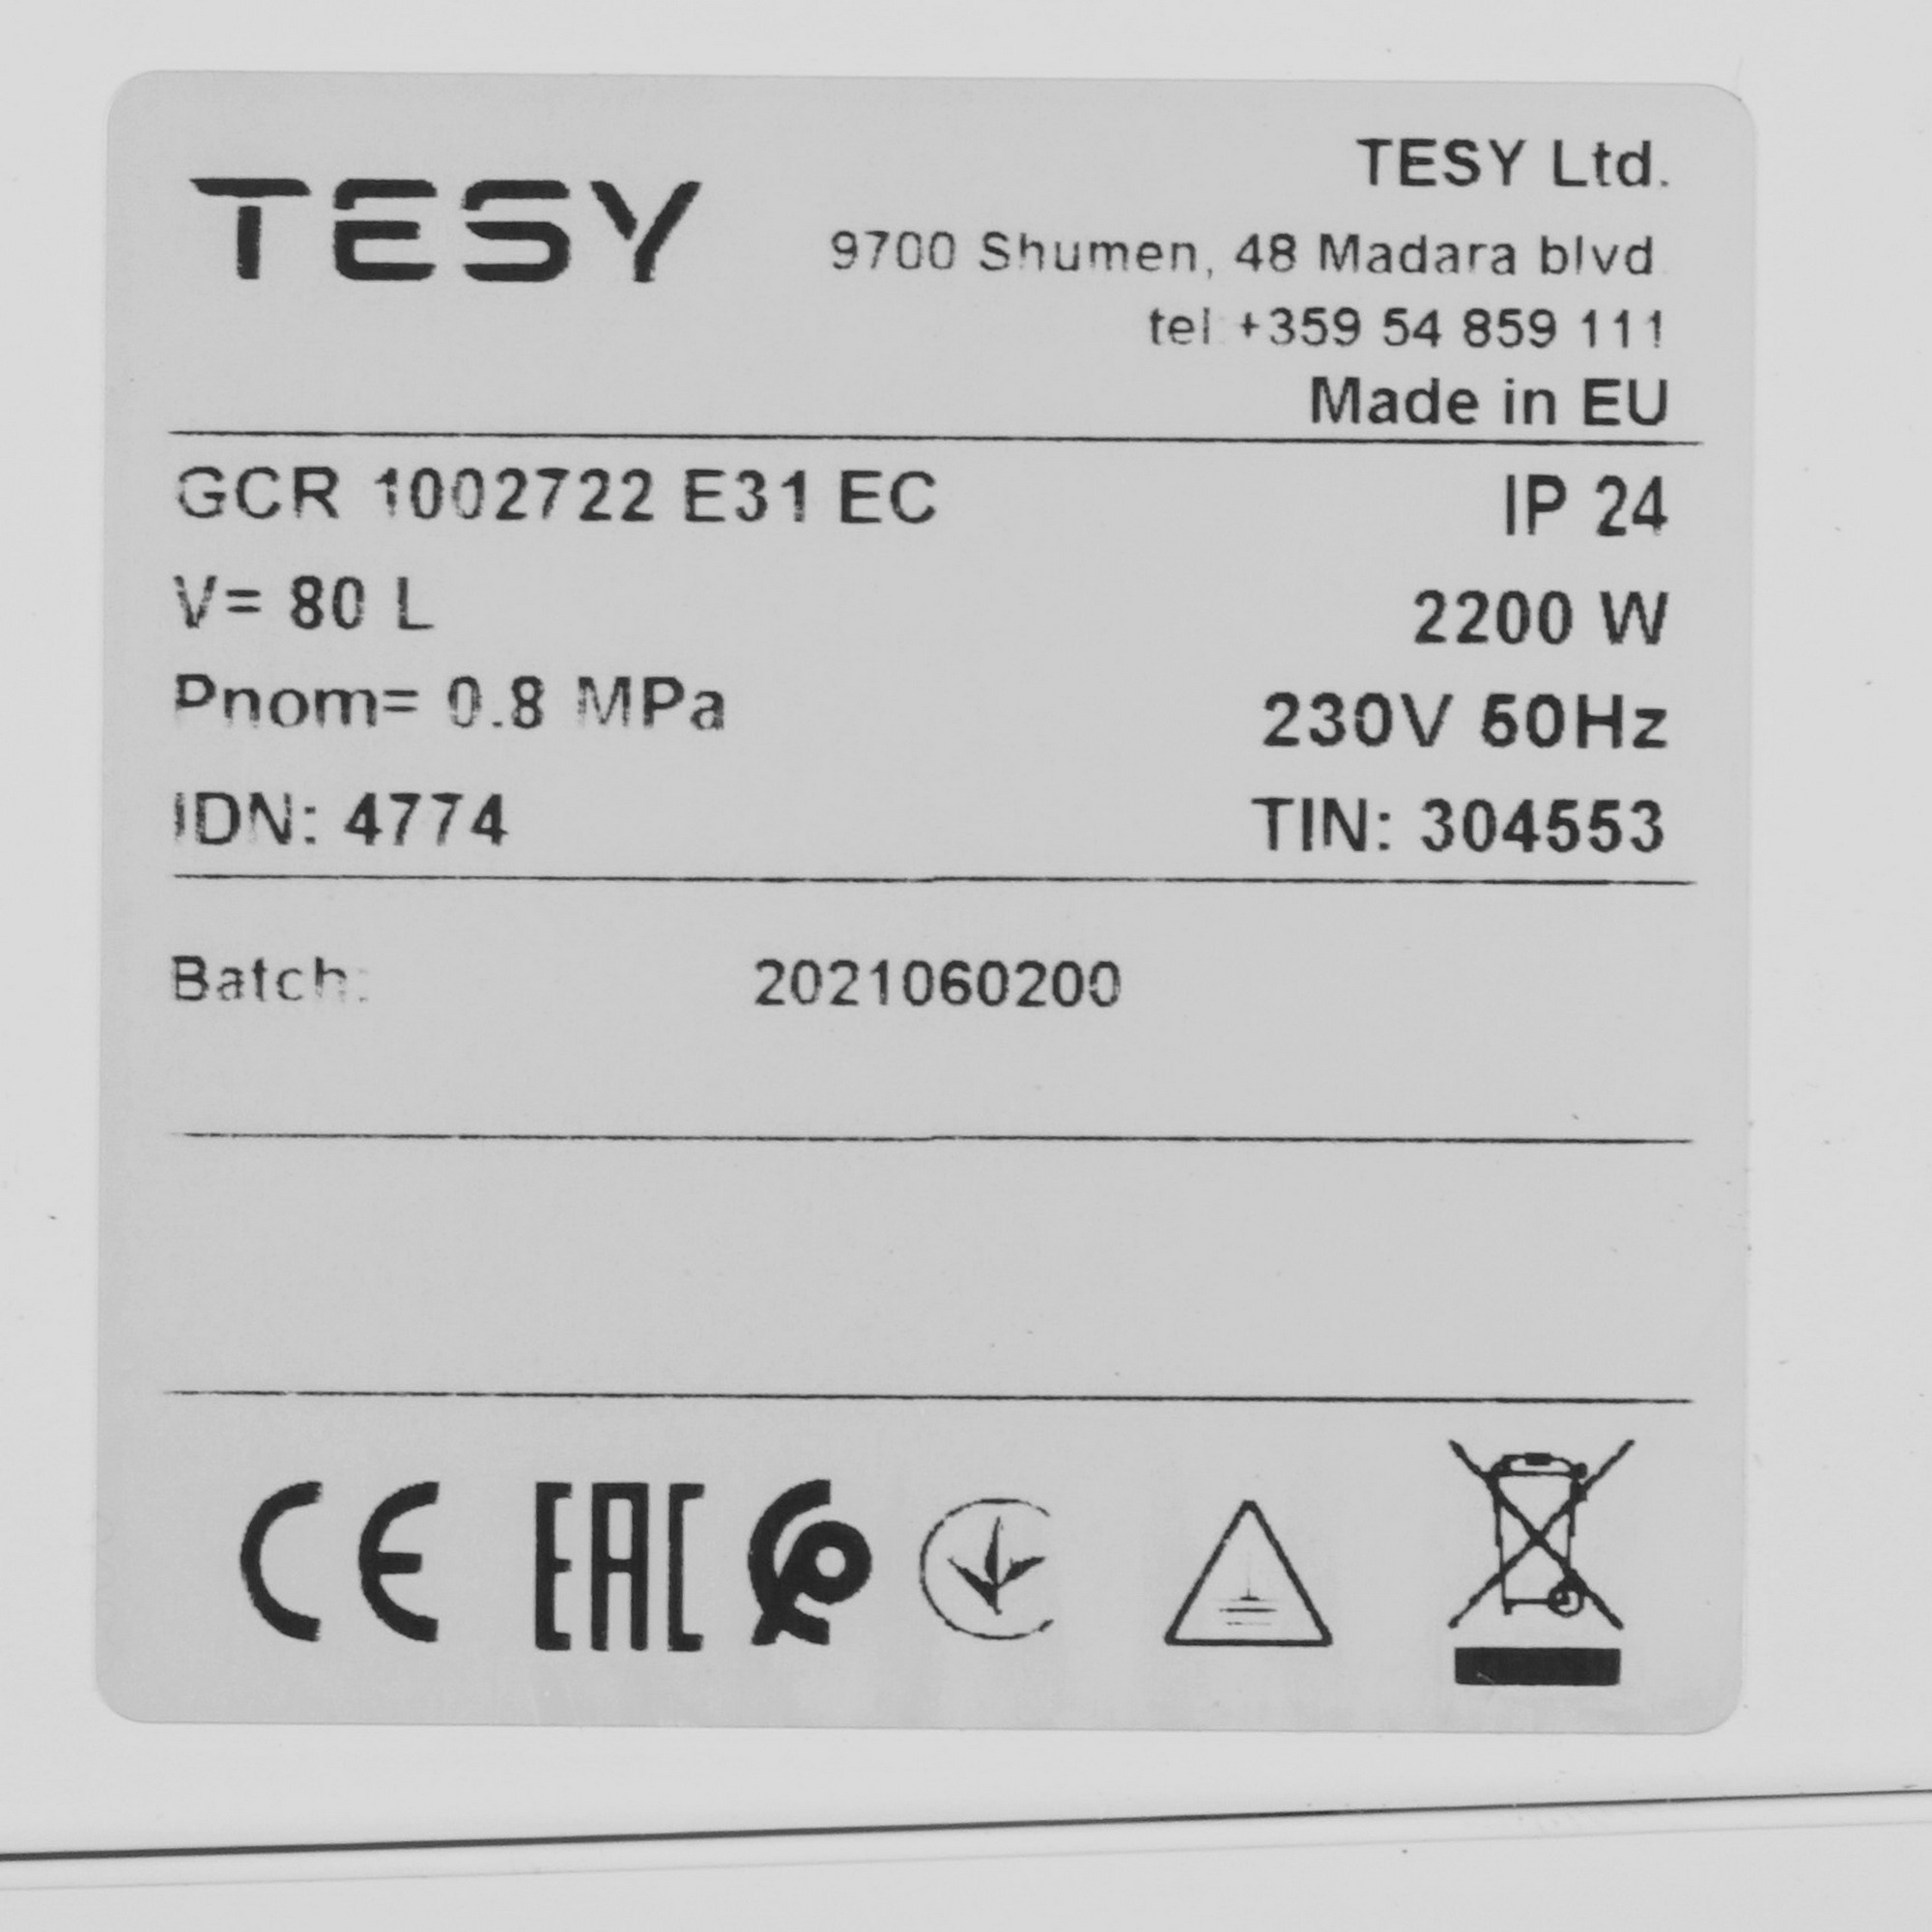 TESY
TESY Ltd.
9700 Shumen, 48 Madara blvd
tel +359 54 859 111
Made in EU
GCR 1002722 E31 EC
IP 24
V= 80 L
2200 W
Pnom= 0.8 MPa
230V 50Hz
IDN: 4774
TIN: 304553
Batch: 2021060200
CE EAC